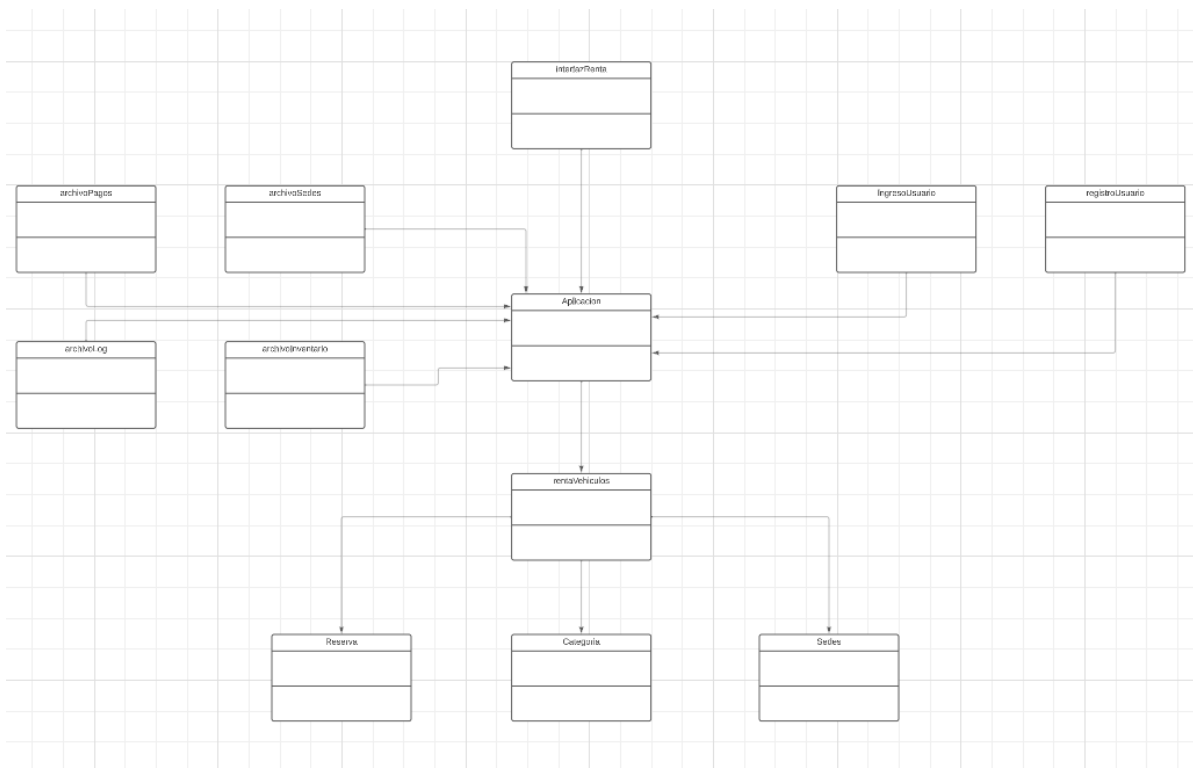 interfazRenta
archivoPagos
archivoSedes
IngresoUsuario
registroUsuario
Aplicacion
archivoLog
archivoInventario
rentaVehiculos
Reserva
Categoria
Sedes